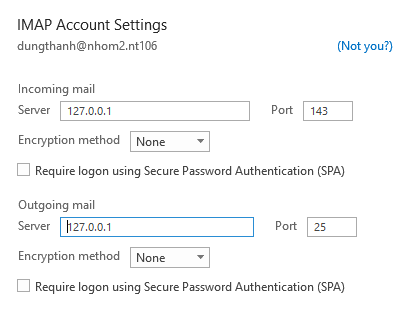 IMAP Account Settings
dungthanh@nhom2.nt106 (Not you?)
Incoming mail
Server 127.0.0.1 Port 143
Encryption method None
Require logon using Secure Password Authentication (SPA)
Outgoing mail
Server 127.0.0.1 Port 25
Encryption method None
Require logon using Secure Password Authentication (SPA)